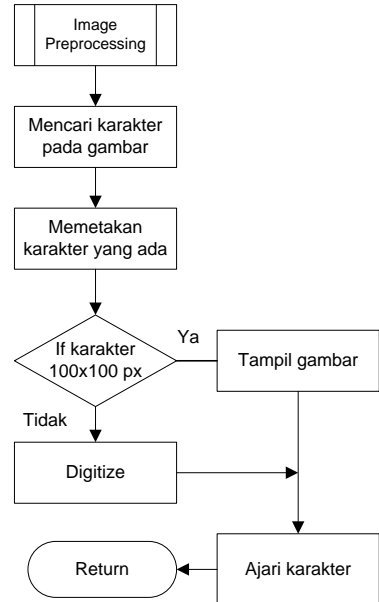 Image
Preprocessing
Mencari karakter
pada gambar
Memetakan
karakter yang ada
If karakter
100x100 px
Ya
Tampil gambar
Tidak
Digitize
Return
Ajari karakter